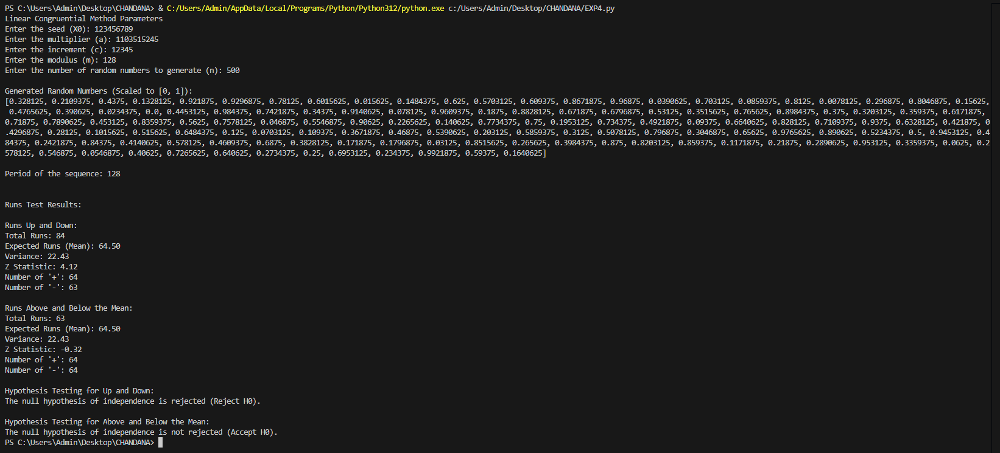 PS C:\Users\Admin\Desktop\CHANDANA> & C:/Users/Admin/AppData/Local/Programs/Python/Python312/python.exe c:/Users/Admin/Desktop/CHANDANA/EXP4.py
Linear Congruential Method Parameters
Enter the seed (X0): 123456789
Enter the multiplier (a): 1103515245
Enter the increment (c): 12345
Enter the modulus (m): 128
Enter the number of random numbers to generate (n): 500
Generated Random Numbers (Scaled to [0, 1]):
[0.328125, 0.2109375, 0.4375, 0.1328125, 0.921875, 0.9296875, 0.78125, 0.6015625, 0.015625, 0.1484375, 0.625, 0.5703125, 0.609375, 0.8671875, 0.96875, 0.0390625, 0.703125, 0.0859375, 0.8125, 0.0078125, 0.296875, 0.8046875, 0.15625,
0.4765625, 0.390625, 0.0234375, 0.0, 0.4453125, 0.984375, 0.7421875, 0.34375, 0.9140625, 0.078125, 0.9609375, 0.1875, 0.8828125, 0.671875, 0.6796875, 0.53125, 0.3515625, 0.765625, 0.8984375, 0.375, 0.3203125, 0.359375, 0.6171875,
0.71875, 0.7890625, 0.453125, 0.8359375, 0.5625, 0.7578125, 0.046875, 0.5546875, 0.90625, 0.2265625, 0.140625, 0.7734375, 0.75, 0.1953125, 0.734375, 0.4921875, 0.09375, 0.6640625, 0.828125, 0.7109375, 0.9375, 0.6328125, 0.421875, 0
.4296875, 0.28125, 0.1015625, 0.515625, 0.6484375, 0.125, 0.0703125, 0.109375, 0.3671875, 0.46875, 0.5390625, 0.203125, 0.5859375, 0.3125, 0.5078125, 0.796875, 0.3046875, 0.65625, 0.9765625, 0.890625, 0.5234375, 0.5, 0.9453125, 0.4
84375, 0.2421875, 0.84375, 0.4140625, 0.578125, 0.4609375, 0.6875, 0.3828125, 0.171875, 0.1796875, 0.03125, 0.8515625, 0.265625, 0.3984375, 0.875, 0.8203125, 0.859375, 0.1171875, 0.21875, 0.2890625, 0.953125, 0.3359375, 0.0625, 0.2
578125, 0.546875, 0.0546875, 0.40625, 0.7265625, 0.640625, 0.2734375, 0.25, 0.6953125, 0.234375, 0.9921875, 0.59375, 0.1640625]
Period of the sequence: 128
Runs Test Results:
Runs Up and Down:
Total Runs: 84
Expected Runs (Mean): 64.50
Variance: 22.43
Z Statistic: 4.12
Number of '+': 64
Number of '-': 63
Runs Above and Below the Mean:
Total Runs: 63
Expected Runs (Mean): 64.50
Variance: 22.43
Z Statistic: -0.32
Number of '+': 64
Number of '-': 64
Hypothesis Testing for Up and Down:
The null hypothesis of independence is rejected (Reject H0).
Hypothesis Testing for Above and Below the Mean:
The null hypothesis of independence is not rejected (Accept H0).
PS C:\Users\Admin\Desktop\CHANDANA>